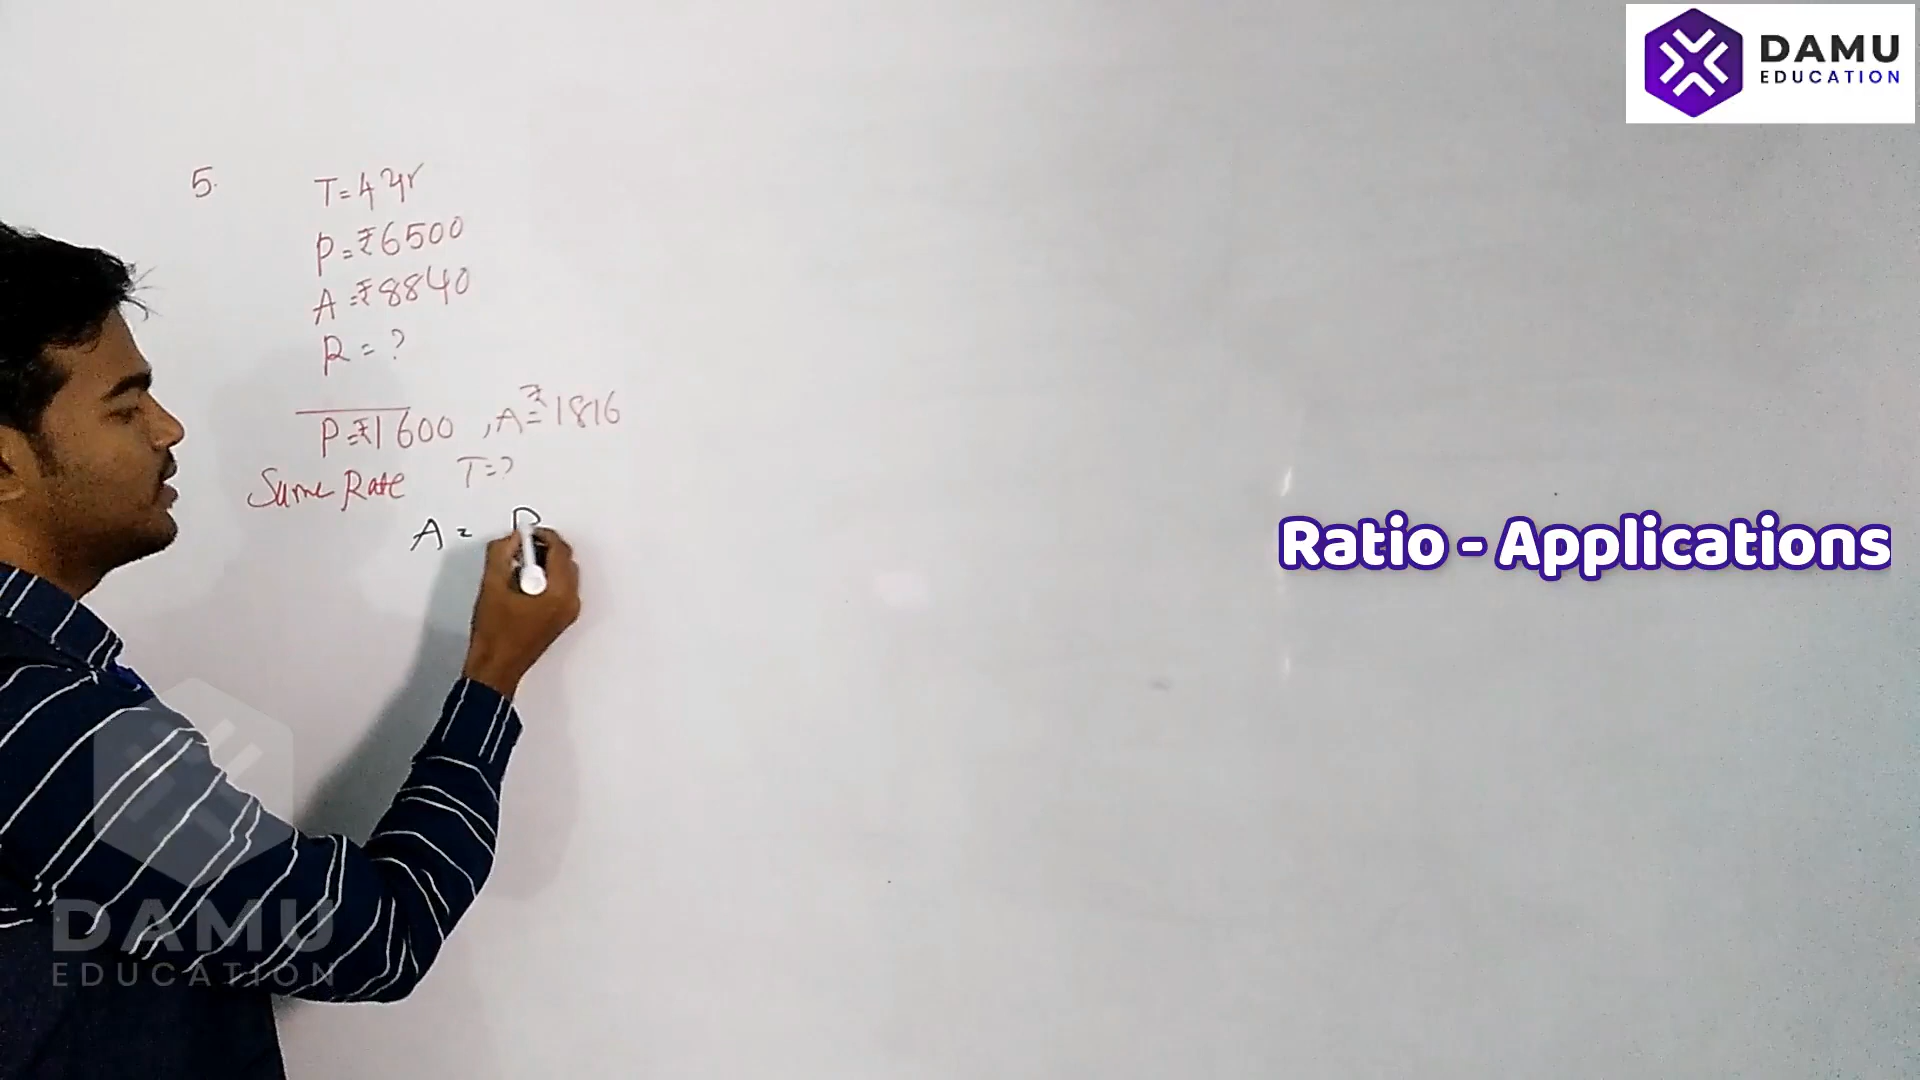 DAMU
EDUCATION
5.
T=4yr
P=₹6500
A=₹8840
R=?
P=₹1600, A=₹1816
Same Rate T=?
A= P
Ratio - Applications
DAMU
EDUCATION